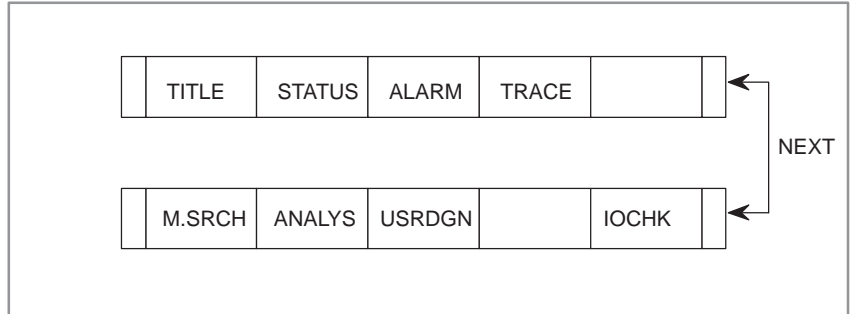 TITLE STATUS ALARM TRACE
NEXT
M.SRCH ANALYS USRDGN IOCHK